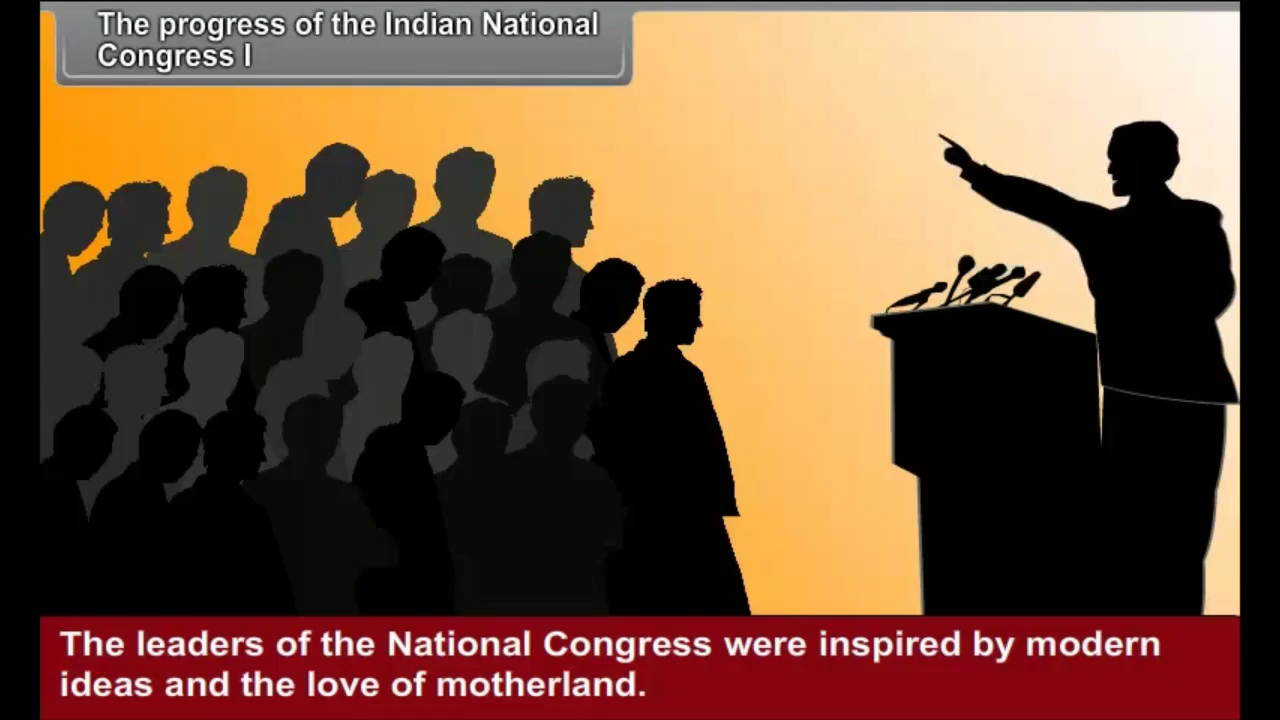 The progress of the Indian National
Congress I
The leaders of the National Congress were inspired by modern
ideas and the love of motherland.